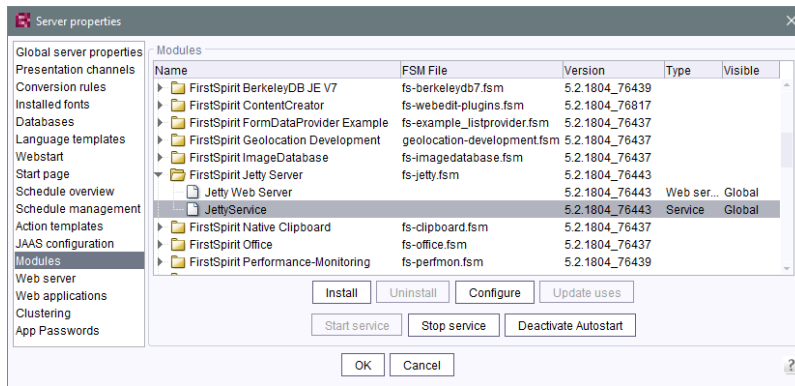 Server properties
Global server properties
Presentation channels
Conversion rules
Installed fonts
Databases
Language templates
Webstart
Start page
Schedule overview
Schedule management
Action templates
JAAS configuration
Modules
Web server
Web applications
Clustering
App Passwords
Modules
Name FSM File Version Type Visible
FirstSpirit BerkeleyDB JE V7 fs-berkeleydb7.fsm 5.2.1804_76439
FirstSpirit ContentCreator fs-webedit-plugins.fsm 5.2.1804_76817
FirstSpirit FormDataProvider Example fs-example_listprovider.fsm 5.2.1804_76437
FirstSpirit Geolocation Development geolocation-development.fsm 5.2.1804_76437
FirstSpirit ImageDatabase fs-imagedatabase.fsm 5.2.1804_76437
FirstSpirit Jetty Server fs-jetty.fsm 5.2.1804_76443
Jetty Web Server 5.2.1804_76443 Web ser... Global
JettyService 5.2.1804_76443 Service Global
FirstSpirit Native Clipboard fs-clipboard.fsm 5.2.1804_76437
FirstSpirit Office fs-office.fsm 5.2.1804_76437
FirstSpirit Performance-Monitoring fs-perfmon.fsm 5.2.1804_76439
Install Uninstall Configure Update uses
Start service Stop service Deactivate Autostart
OK Cancel
?